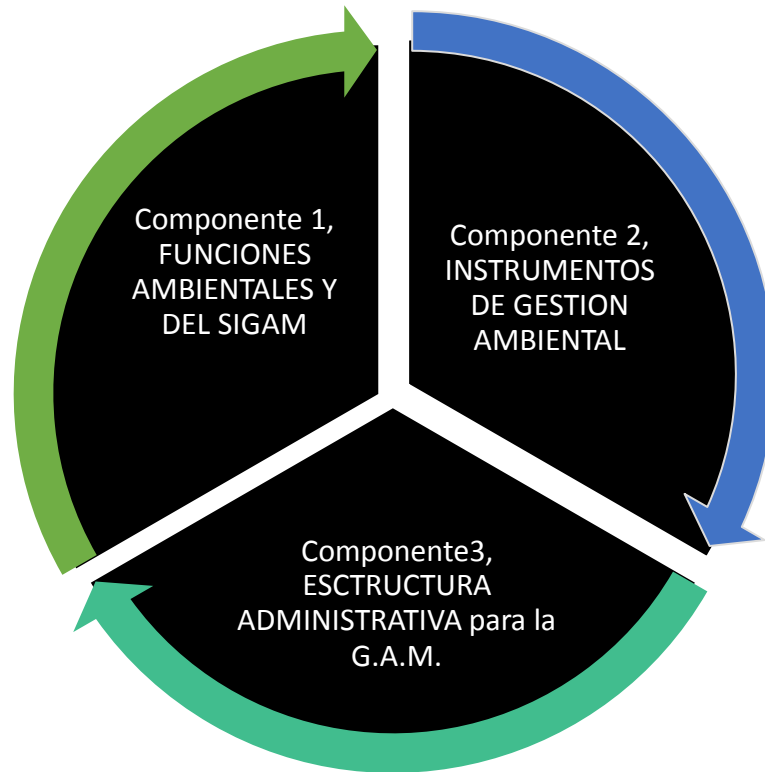 Componente 1,
FUNCIONES
AMBIENTALES Y
DEL SIGAM
Componente 2,
INSTRUMENTOS
DE GESTION
AMBIENTAL
Componente3,
ESCTRUCTURA
ADMINISTRATIVA para la
G.A.M.